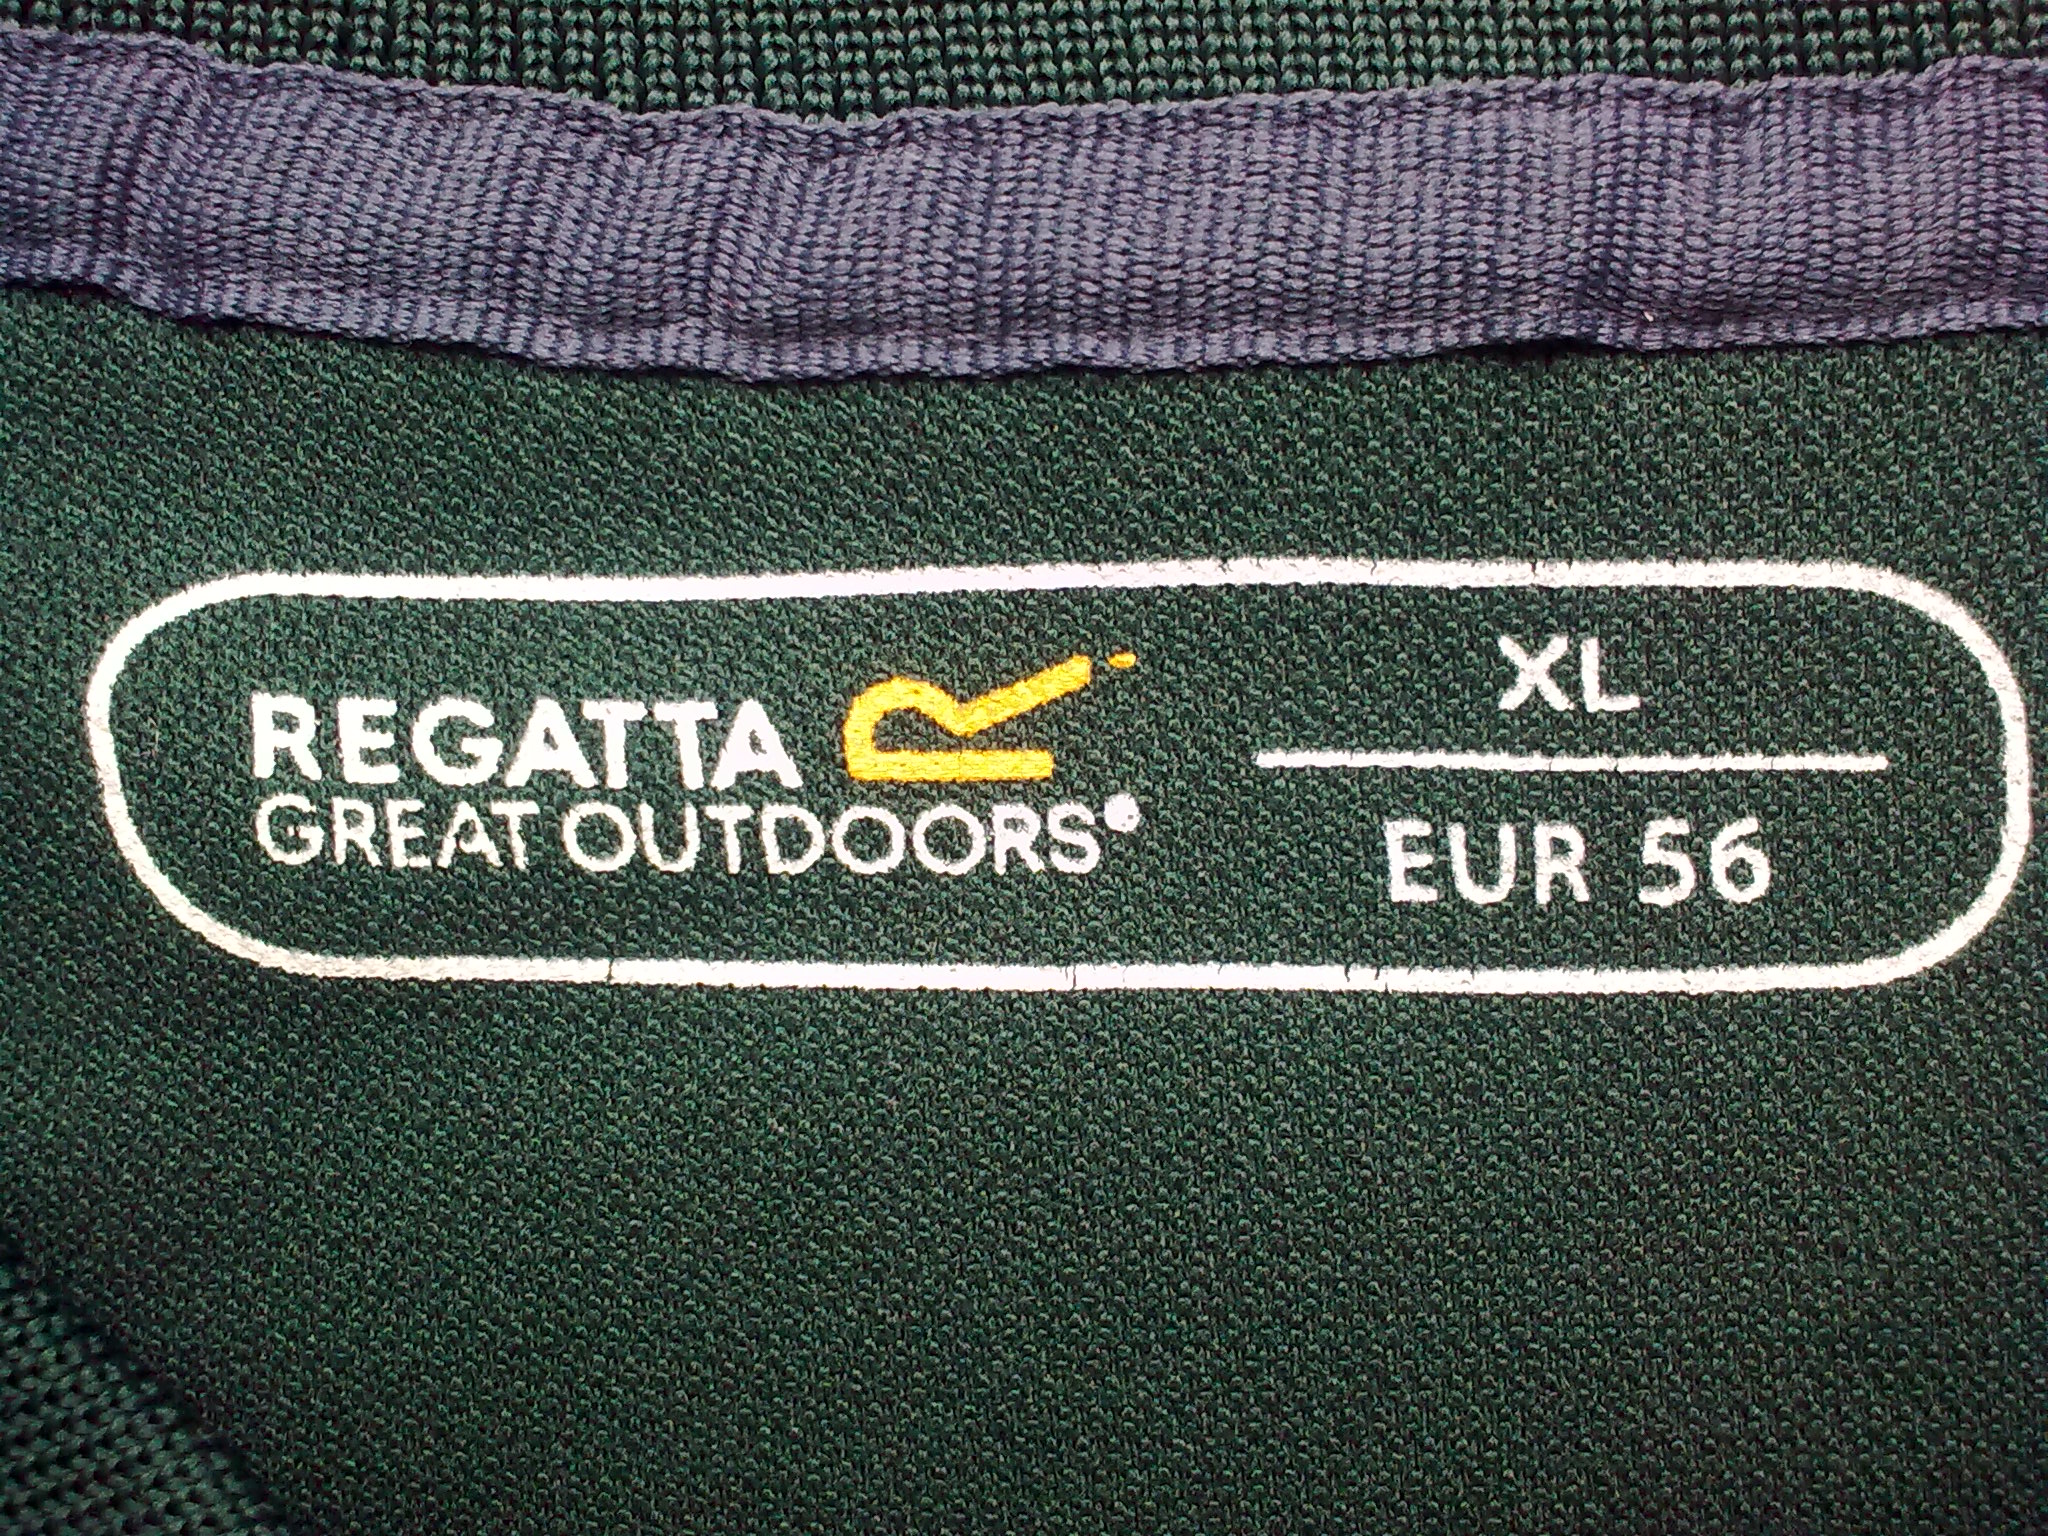 REGATTA
GREAT OUTDOORS
XL
EUR 56